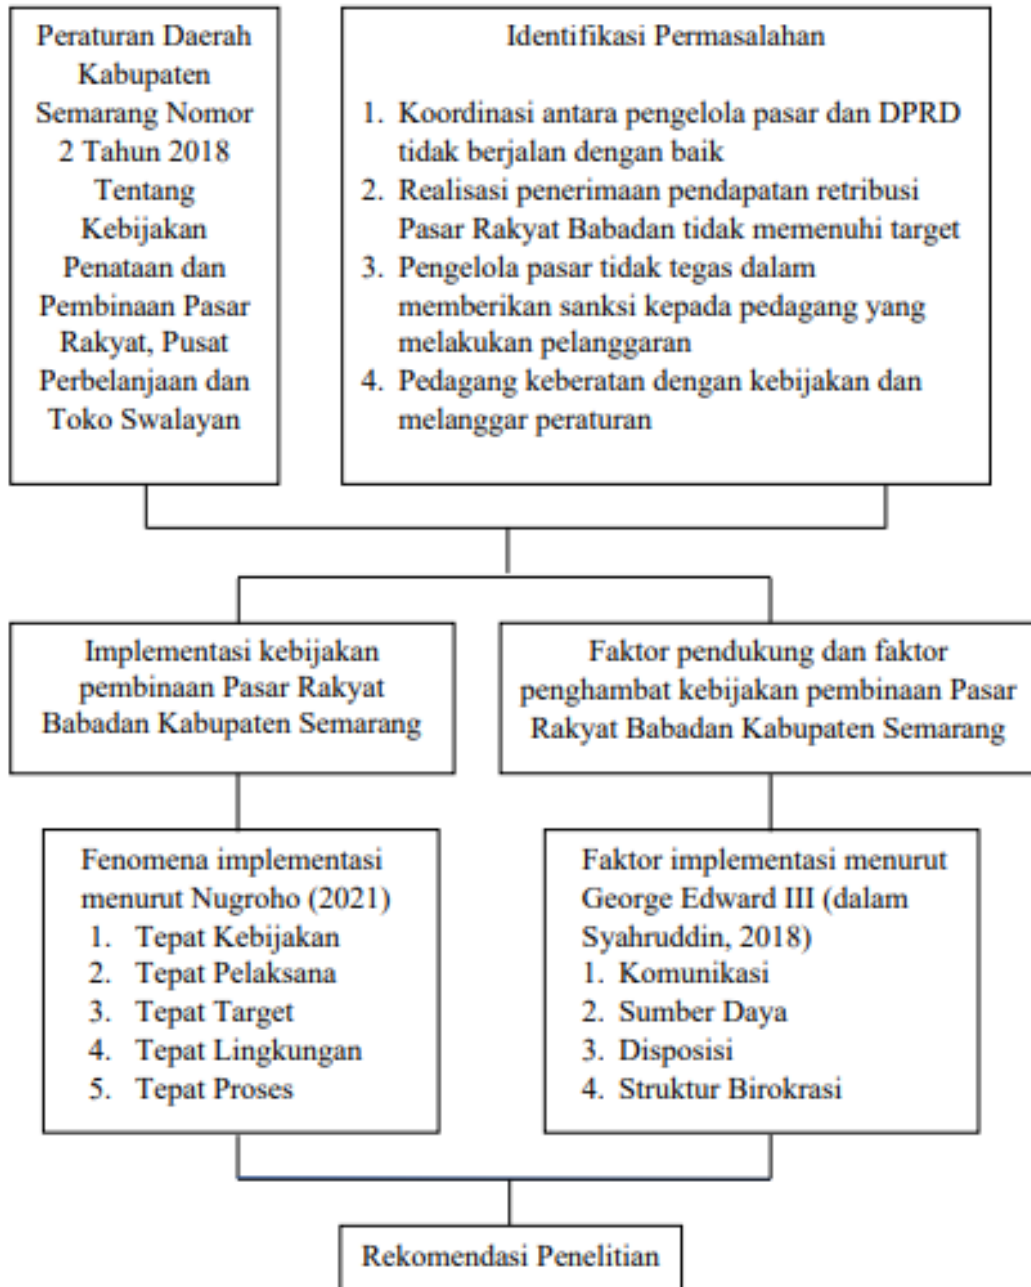 Peraturan Daerah
Kabupaten
Semarang Nomor
2 Tahun 2018
Tentang
Kebijakan
Penataan dan
Pembinaan Pasar
Rakyat, Pusat
Perbelanjaan dan
Toko Swalayan
Identifikasi Permasalahan
1. Koordinasi antara pengelola pasar dan DPRD
tidak berjalan dengan baik
2. Realisasi penerimaan pendapatan retribusi
Pasar Rakyat Babadan tidak memenuhi target
3. Pengelola pasar tidak tegas dalam
memberikan sanksi kepada pedagang yang
melakukan pelanggaran
4. Pedagang keberatan dengan kebijakan dan
melanggar peraturan
Implementasi kebijakan
pembinaan Pasar Rakyat
Babadan Kabupaten Semarang
Faktor pendukung dan faktor
penghambat kebijakan pembinaan Pasar
Rakyat Babadan Kabupaten Semarang
Fenomena implementasi
menurut Nugroho (2021)
1. Tepat Kebijakan
2. Tepat Pelaksana
3. Tepat Target
4. Tepat Lingkungan
5. Tepat Proses
Faktor implementasi menurut
George Edward III (dalam
Syahruddin, 2018)
1. Komunikasi
2. Sumber Daya
3. Disposisi
4. Struktur Birokrasi
Rekomendasi Penelitian